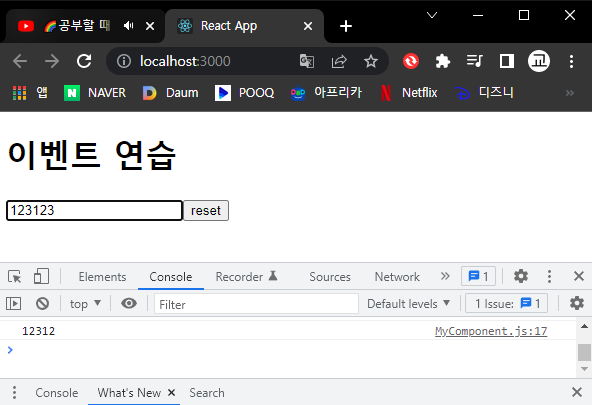 🌈공부할 때
React App
localhost:3000
앱 NAVER Daum POOQ 아프리카 Netflix 디즈니 »
이벤트 연습
123123 reset
Elements Console Recorder Sources Network » 1
top ▼ Filter Default levels ▼ 1 Issue: 1
12312 MyComponent.js:17
>
Console What's New × Search